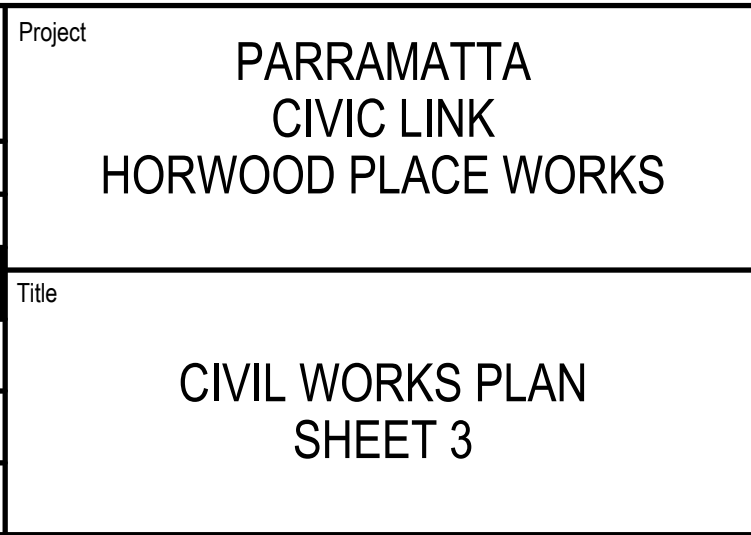 Project
PARRAMATTA
CIVIC LINK
HORWOOD PLACE WORKS
Title
CIVIL WORKS PLAN
SHEET 3